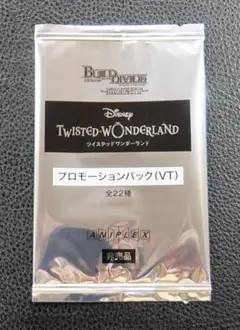 BUILD DIVIDE
-BRIGHT-
Disney
TWISTED-WONDERLAND
ツイステッドワンダーランド
プロモーションパック(VT)
全22種
ANIPLEX
非売品